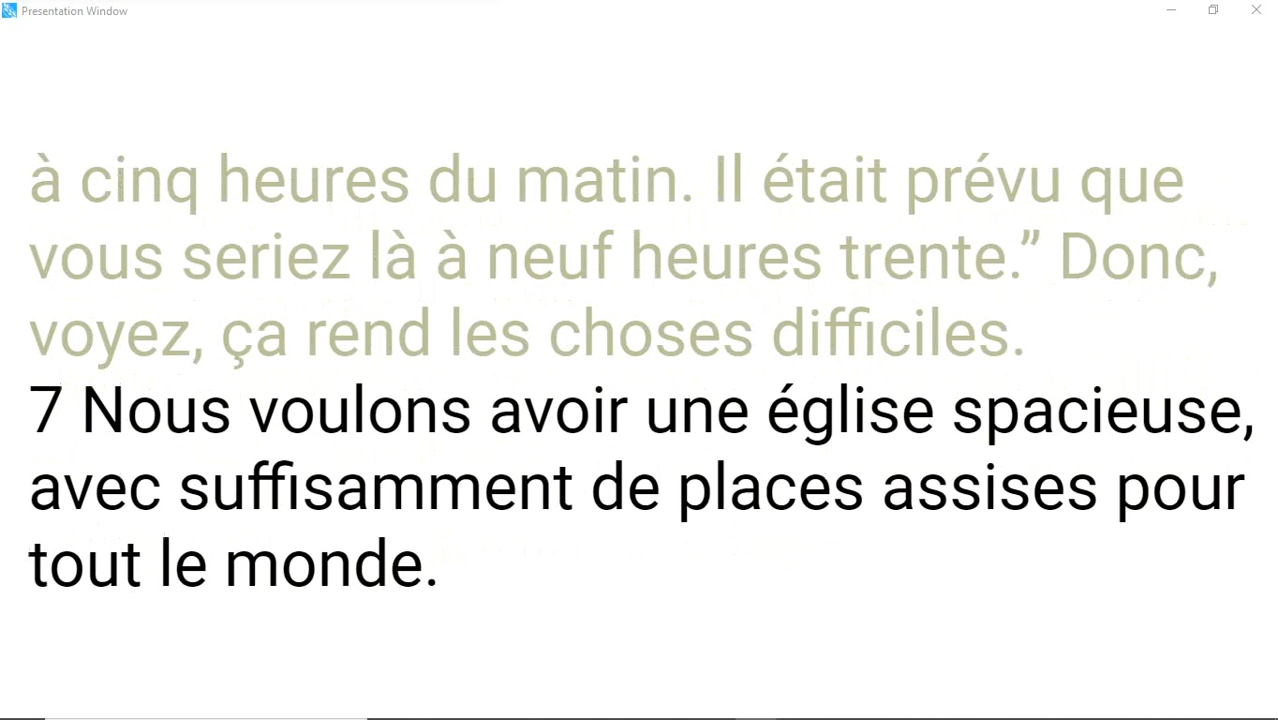 Presentation Window
à cinq heures du matin. Il était prévu que
vous seriez là à neuf heures trente.” Donc,
voyez, ça rend les choses difficiles.
7 Nous voulons avoir une église spacieuse,
avec suffisamment de places assises pour
tout le monde.